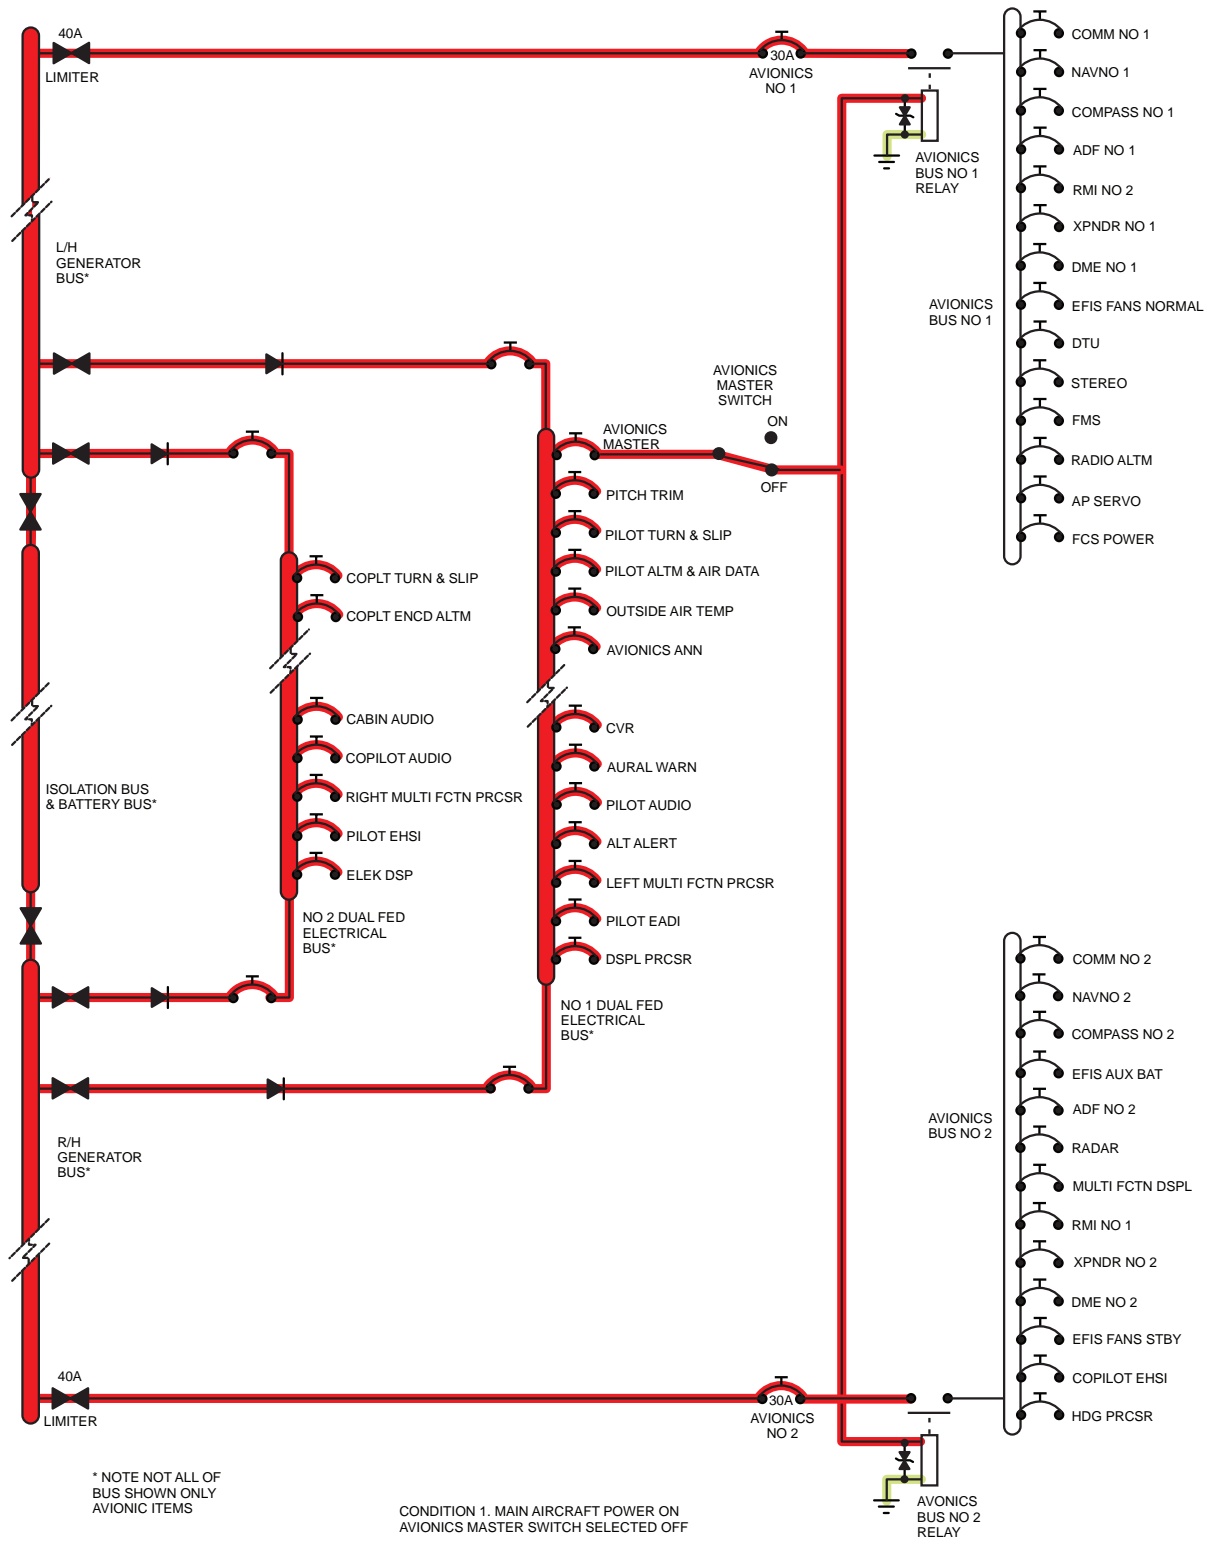 40A
LIMITER
30A
AVIONICS
NO 1
AVIONICS
BUS NO 1
RELAY
COMM NO 1
NAVNO 1
COMPASS NO 1
ADF NO 1
RMI NO 2
XPNDR NO 1
DME NO 1
EFIS FANS NORMAL
DTU
STEREO
FMS
RADIO ALTM
AP SERVO
FCS POWER
AVIONICS
BUS NO 1
L/H
GENERATOR
BUS*
AVIONICS
MASTER
SWITCH
ON
OFF
AVIONICS
MASTER
PITCH TRIM
PILOT TURN & SLIP
PILOT ALTM & AIR DATA
OUTSIDE AIR TEMP
AVIONICS ANN
CVR
AURAL WARN
PILOT AUDIO
ALT ALERT
LEFT MULTI FCTN PRCSR
PILOT EADI
DSPL PRCSR
NO 1 DUAL FED
ELECTRICAL
BUS*
COPLT TURN & SLIP
COPLT ENCD ALTM
CABIN AUDIO
COPILOT AUDIO
RIGHT MULTI FCTN PRCSR
PILOT EHSI
ELEK DSP
NO 2 DUAL FED
ELECTRICAL
BUS*
ISOLATION BUS
& BATTERY BUS*
R/H
GENERATOR
BUS*
AVIONICS
BUS NO 2
COMM NO 2
NAVNO 2
COMPASS NO 2
EFIS AUX BAT
ADF NO 2
RADAR
MULTI FCTN DSPL
RMI NO 1
XPNDR NO 2
DME NO 2
EFIS FANS STBY
COPILOT EHSI
HDG PRCSR
40A
LIMITER
30A
AVIONICS
NO 2
AVONICS
BUS NO 2
RELAY
* NOTE NOT ALL OF
BUS SHOWN ONLY
AVIONIC ITEMS
CONDITION 1. MAIN AIRCRAFT POWER ON
AVIONICS MASTER SWITCH SELECTED OFF